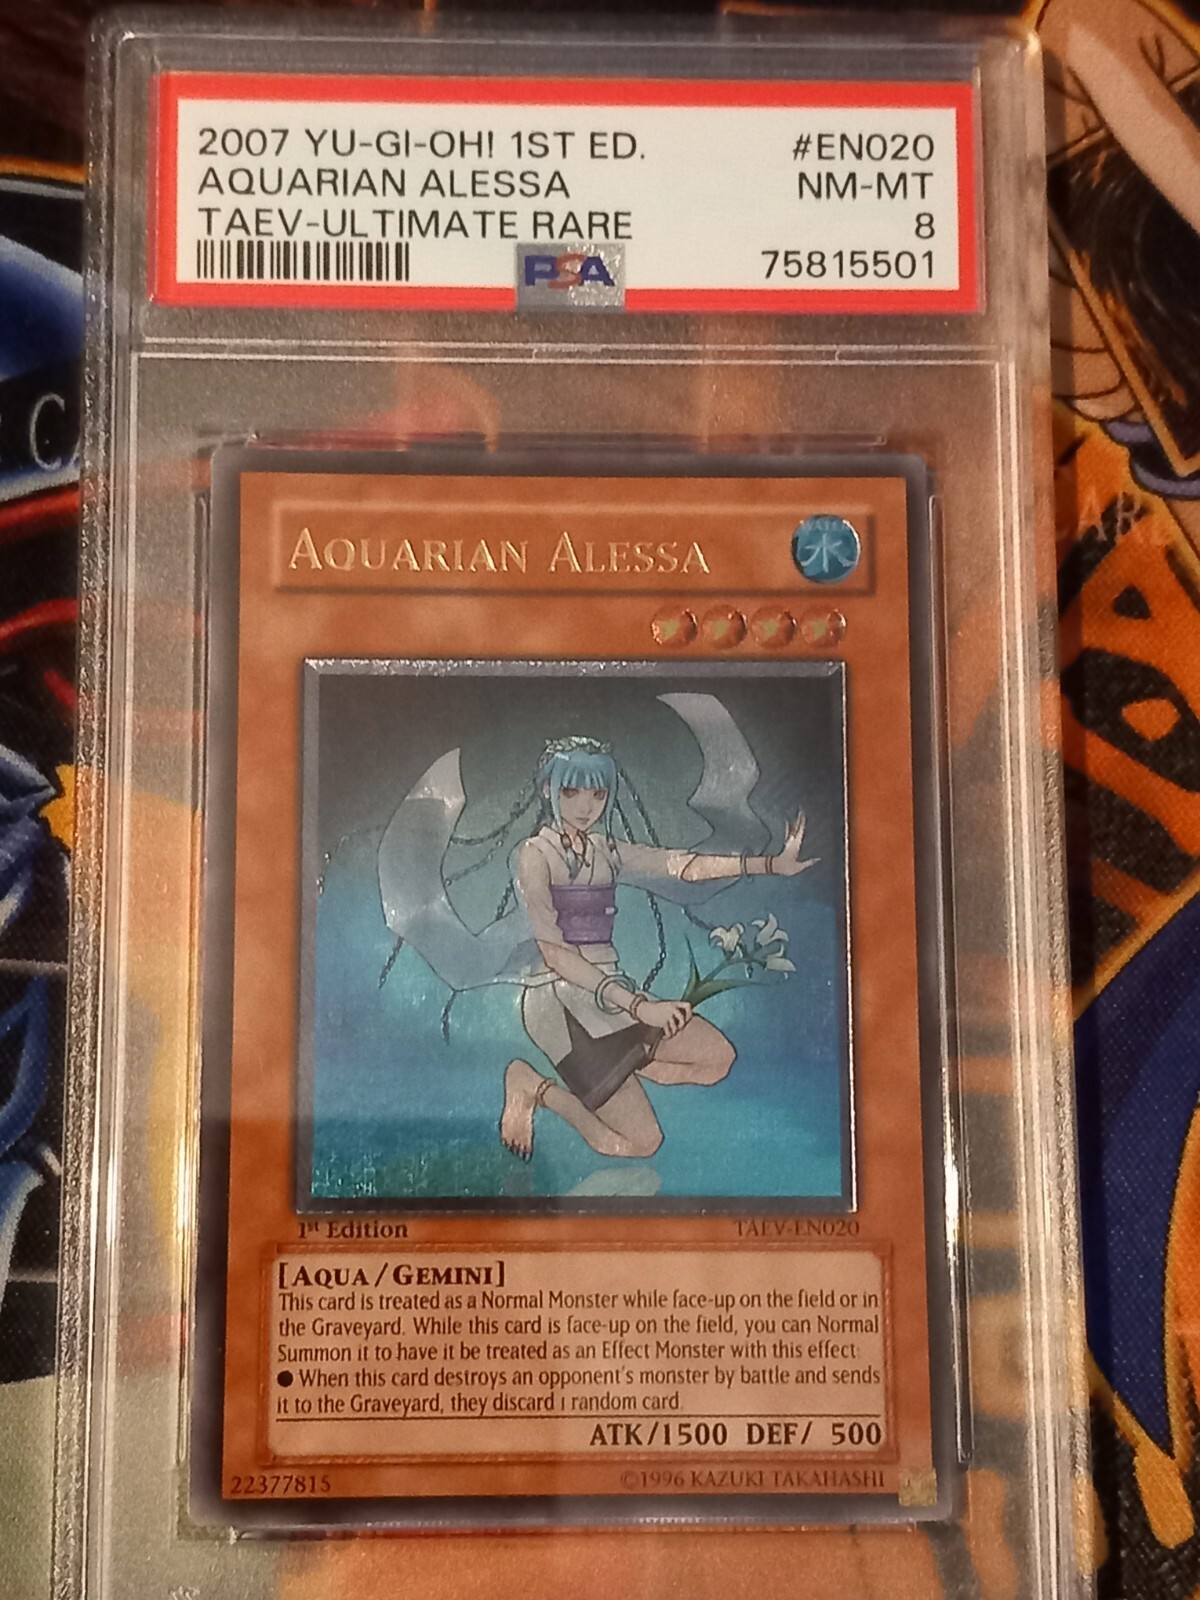 2007 YU-GI-OH! 1ST ED. #EN020
AQUARIAN ALESSA NM-MT
TAEV-ULTIMATE RARE 8
PSA 75815501
AQUARIAN ALESSA
WATER
水
1st Edition TAEV-EN020
[AQUA/GEMINI]
This card is treated as a Normal Monster while face-up on the field or in
the Graveyard. While this card is face-up on the field, you can Normal
Summon it to have it be treated as an Effect Monster with this effect:
● When this card destroys an opponent's monster by battle and sends
it to the Graveyard, they discard 1 random card.
ATK/1500 DEF/ 500
22377815 ©1996 KAZUKI TAKAHASHI